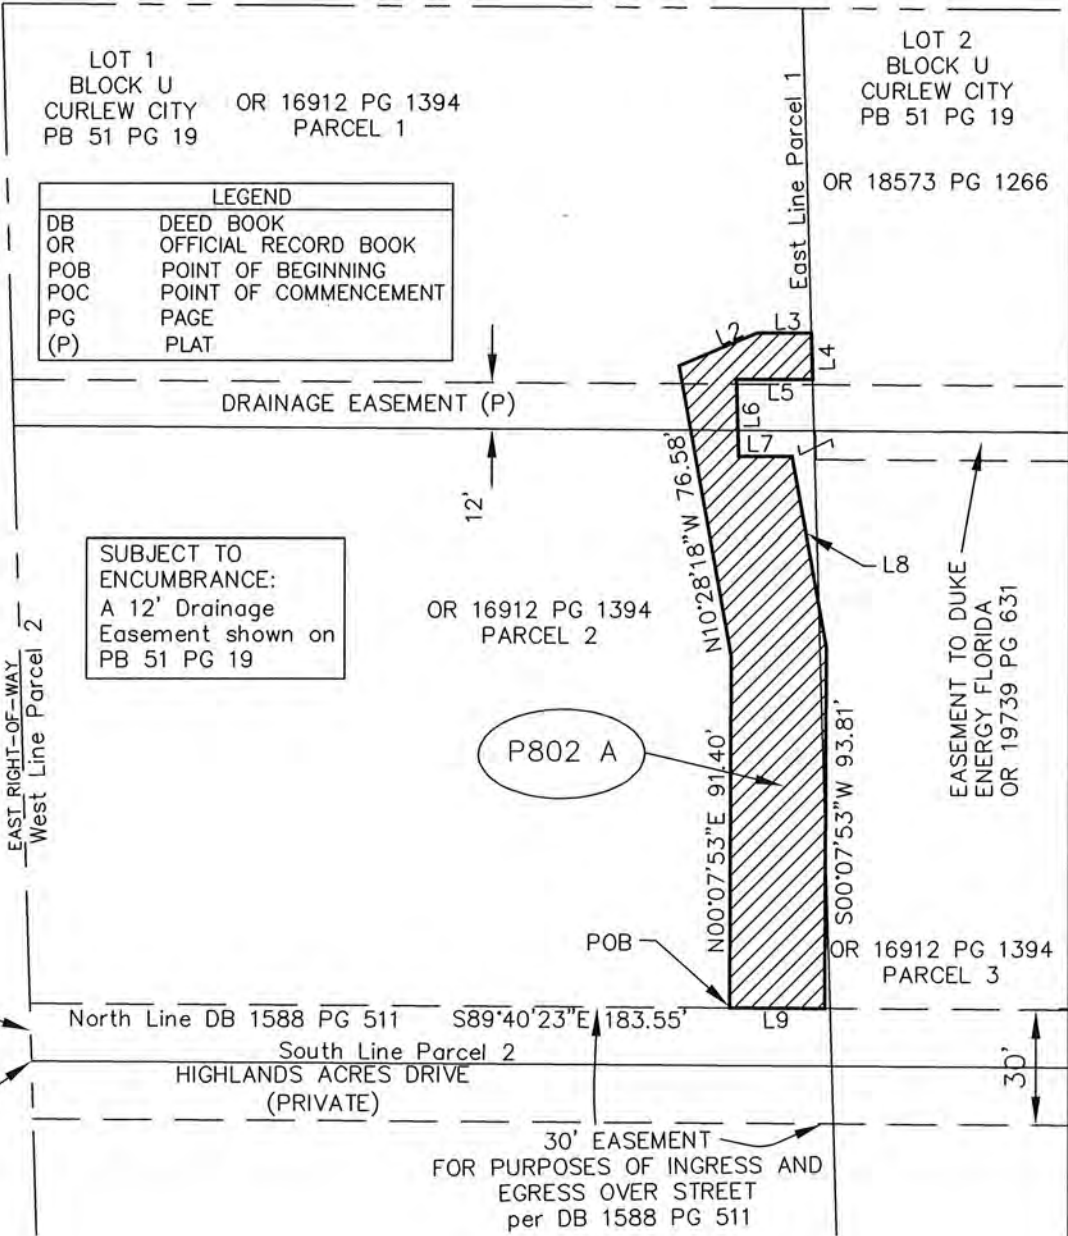 LOT 1
BLOCK U
CURLEW CITY
PB 51 PG 19
OR 16912 PG 1394
PARCEL 1
East Line Parcel 1
LOT 2
BLOCK U
CURLEW CITY
PB 51 PG 19
OR 18573 PG 1266
LEGEND
DB DEED BOOK
OR OFFICIAL RECORD BOOK
POB POINT OF BEGINNING
POC POINT OF COMMENCEMENT
PG PAGE
(P) PLAT
L2
L3
L4
L5
L6
L7
DRAINAGE EASEMENT (P)
12'
N10°28'18"W 76.58'
L8
SUBJECT TO
ENCUMBRANCE:
A 12' Drainage
Easement shown on
PB 51 PG 19
OR 16912 PG 1394
PARCEL 2
EASEMENT TO DUKE
ENERGY FLORIDA
OR 19739 PG 631
EAST RIGHT-OF-WAY
West Line Parcel 2
P802 A
N00°07'53"E 91.40'
S00°07'53"W 93.81'
POB
OR 16912 PG 1394
PARCEL 3
North Line DB 1588 PG 511
S89°40'23"E 183.55'
L9
South Line Parcel 2
HIGHLANDS ACRES DRIVE
(PRIVATE)
30'
30' EASEMENT
FOR PURPOSES OF INGRESS AND
EGRESS OVER STREET
per DB 1588 PG 511